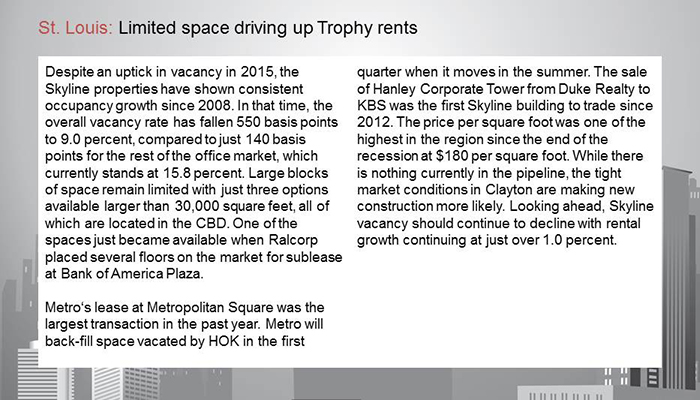 St. Louis: Limited space driving up Trophy rents
Despite an uptick in vacancy in 2015, the
Skyline properties have shown consistent
occupancy growth since 2008. In that time, the
overall vacancy rate has fallen 550 basis points
to 9.0 percent, compared to just 140 basis
points for the rest of the office market, which
currently stands at 15.8 percent. Large blocks
of space remain limited with just three options
available larger than 30,000 square feet, all of
which are located in the CBD. One of the
spaces just became available when Ralcorp
placed several floors on the market for sublease
at Bank of America Plaza.
Metro‘s lease at Metropolitan Square was the
largest transaction in the past year. Metro will
back-fill space vacated by HOK in the first
quarter when it moves in the summer. The sale
of Hanley Corporate Tower from Duke Realty to
KBS was the first Skyline building to trade since
2012. The price per square foot was one of the
highest in the region since the end of the
recession at $180 per square foot. While there
is nothing currently in the pipeline, the tight
market conditions in Clayton are making new
construction more likely. Looking ahead, Skyline
vacancy should continue to decline with rental
growth continuing at just over 1.0 percent.